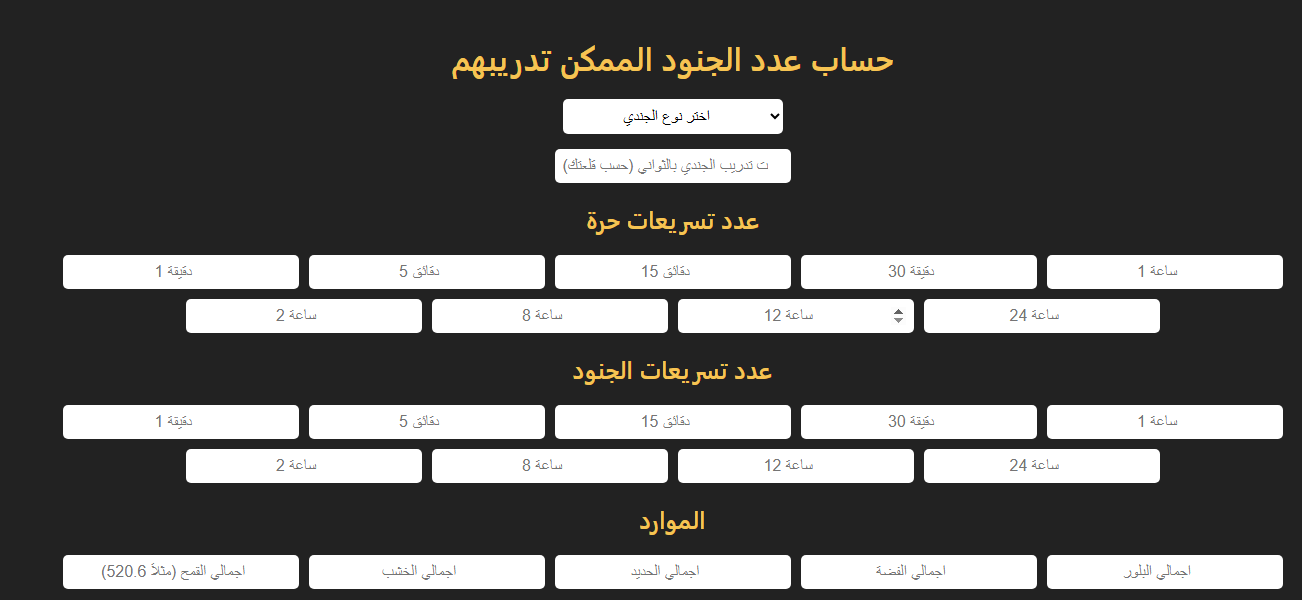 حساب عدد الجنود الممكن تدريبهم
اختر نوع الجندي
ت تدريب الجندي بالثواني (حسب قلعتك)
عدد تسريعات حرة
1 دقيقة
5 دقائق
15 دقائق
30 دقيقة
1 ساعة
2 ساعة
8 ساعة
12 ساعة
24 ساعة
عدد تسريعات الجنود
1 دقيقة
5 دقائق
15 دقائق
30 دقيقة
1 ساعة
2 ساعة
8 ساعة
12 ساعة
24 ساعة
الموارد
اجمالي القمح (مثلاً 520.6)
اجمالي الخشب
اجمالي الحديد
اجمالي الفضة
اجمالي البلور